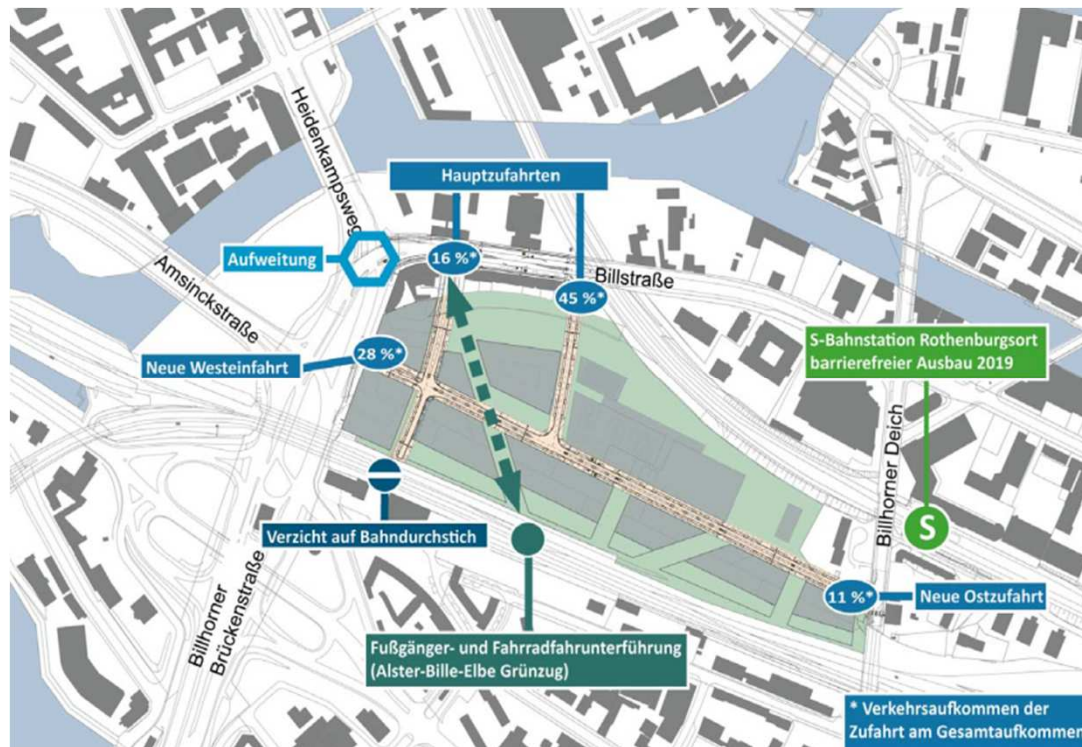 Heidenkampsweg
Hauptzufahrten
Aufweitung
16 %*
Billstraße
Amsinckstraße
45 %*
S-Bahnstation Rothenburgsort
barrierefreier Ausbau 2019
28 %*
Neue Westeinfahrt
Billhorner Deich
S
Verzicht auf Bahndurchstich
Billhorner
Brückenstraße
11 %*
Neue Ostzufahrt
Fußgänger- und Fahrradfahrunterführung
(Alster-Bille-Elbe Grünzug)
* Verkehrsaufkommen der
Zufahrt am Gesamtaufkommen